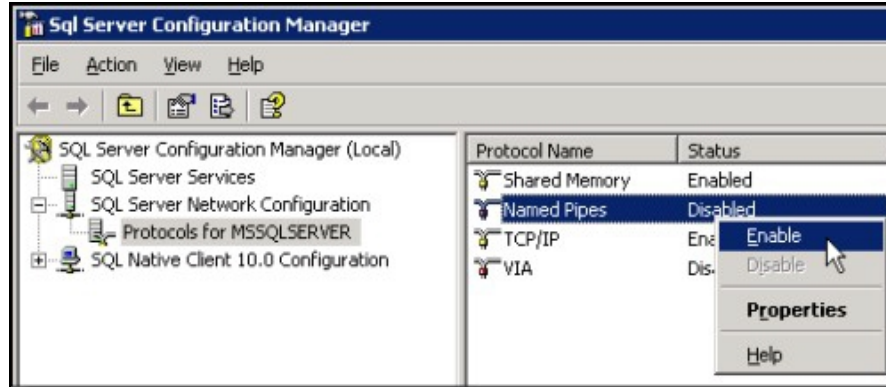 Sql Server Configuration Manager
File Action View Help
SQL Server Configuration Manager (Local)
SQL Server Services
SQL Server Network Configuration
Protocols for MSSQLSERVER
SQL Native Client 10.0 Configuration
Protocol Name Status
Shared Memory Enabled
Named Pipes Disabled
TCP/IP Ena
VIA Dis
Enable
Disable
Properties
Help